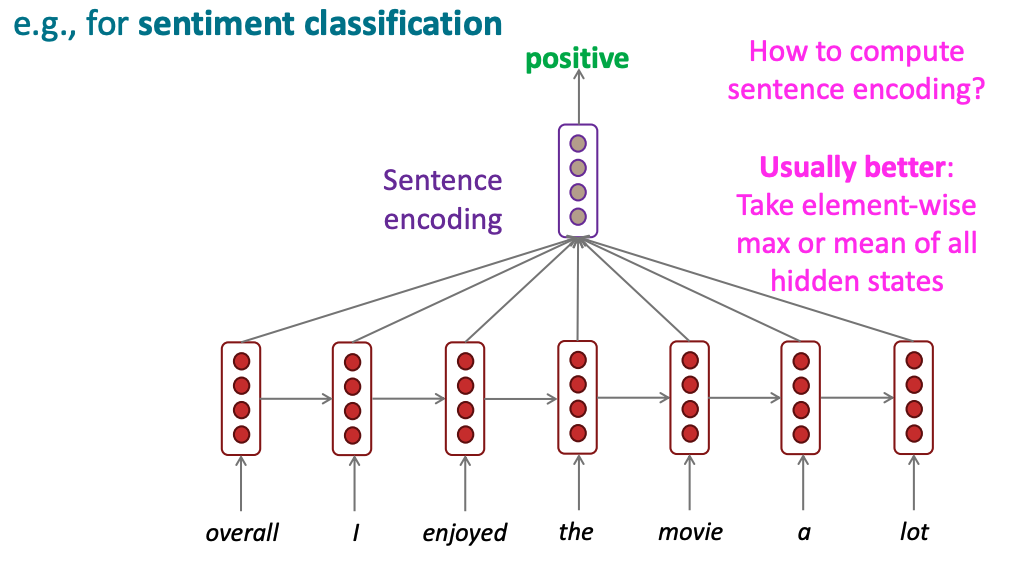 e.g., for sentiment classification
positive
How to compute
sentence encoding?
Usually better:
Take element-wise
max or mean of all
hidden states
Sentence
encoding
overall I enjoyed the movie a lot